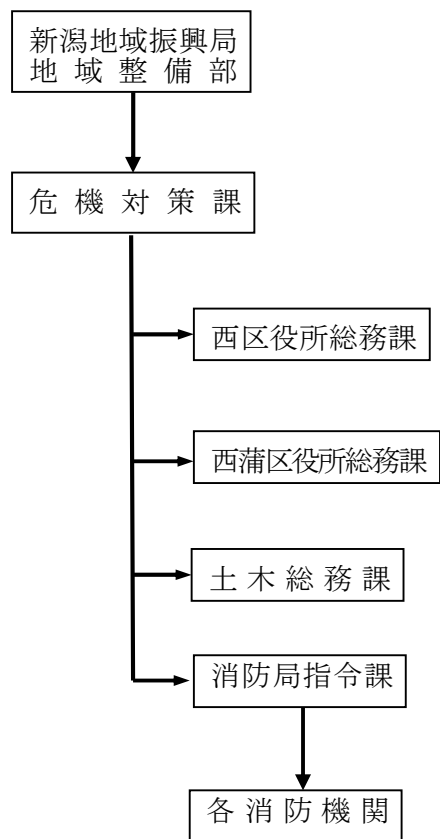 新潟地域振興局
地域整備部
危機対策課
西区役所総務課
西蒲区役所総務課
土木総務課
消防局指令課
各消防機関